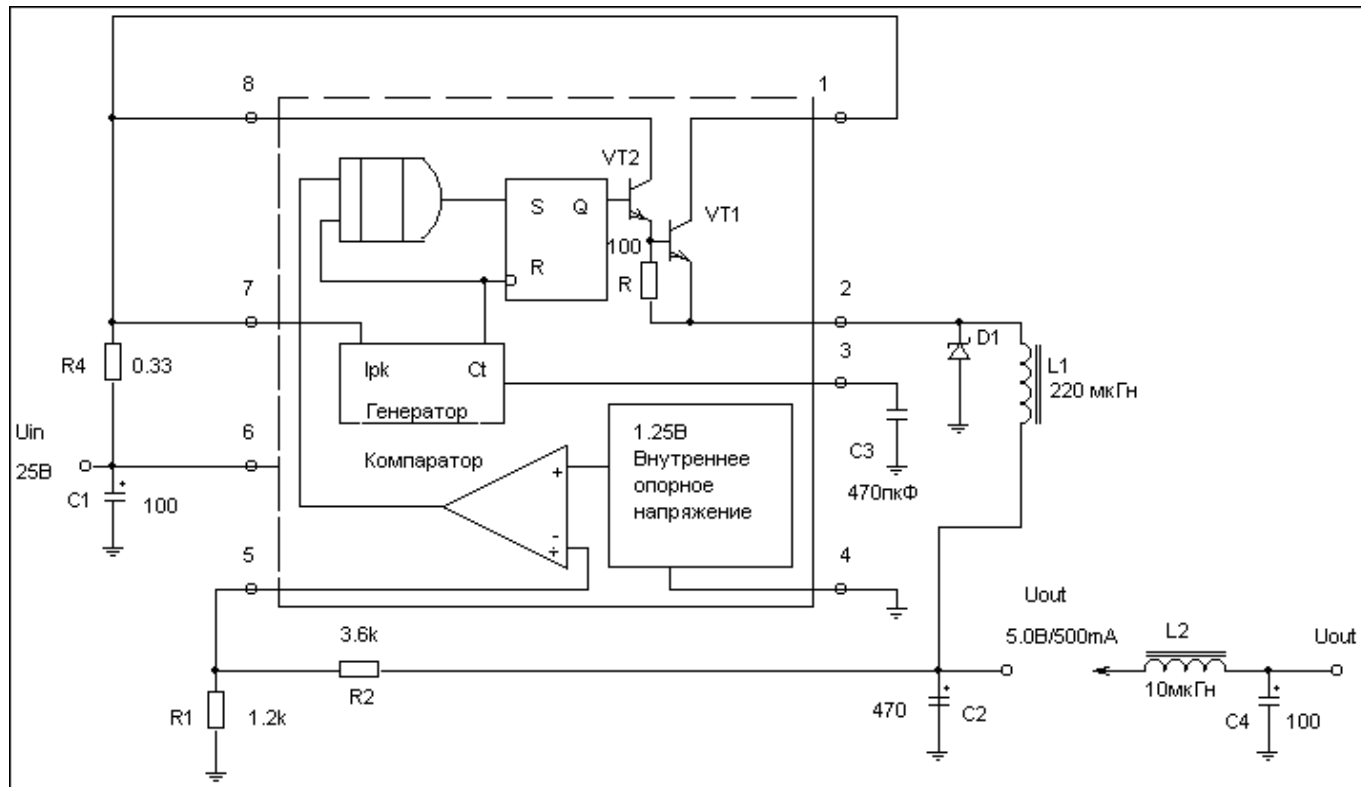 8
1
VT2
S Q
VT1
100
R
R
7
2
D1
3
R4 0.33
Ipk Ct
L1
220 мкГн
Генератор
Uin
6
1.25В
Внутреннее
опорное
напряжение
C3
25В
Компаратор
+
470пкФ
+
C1 100
-
+
5
4
Uout
3.6k
5.0В/500mA
L2
Uout
R2
10мкГн
+
+
R1 1.2k
470 C2
C4 100